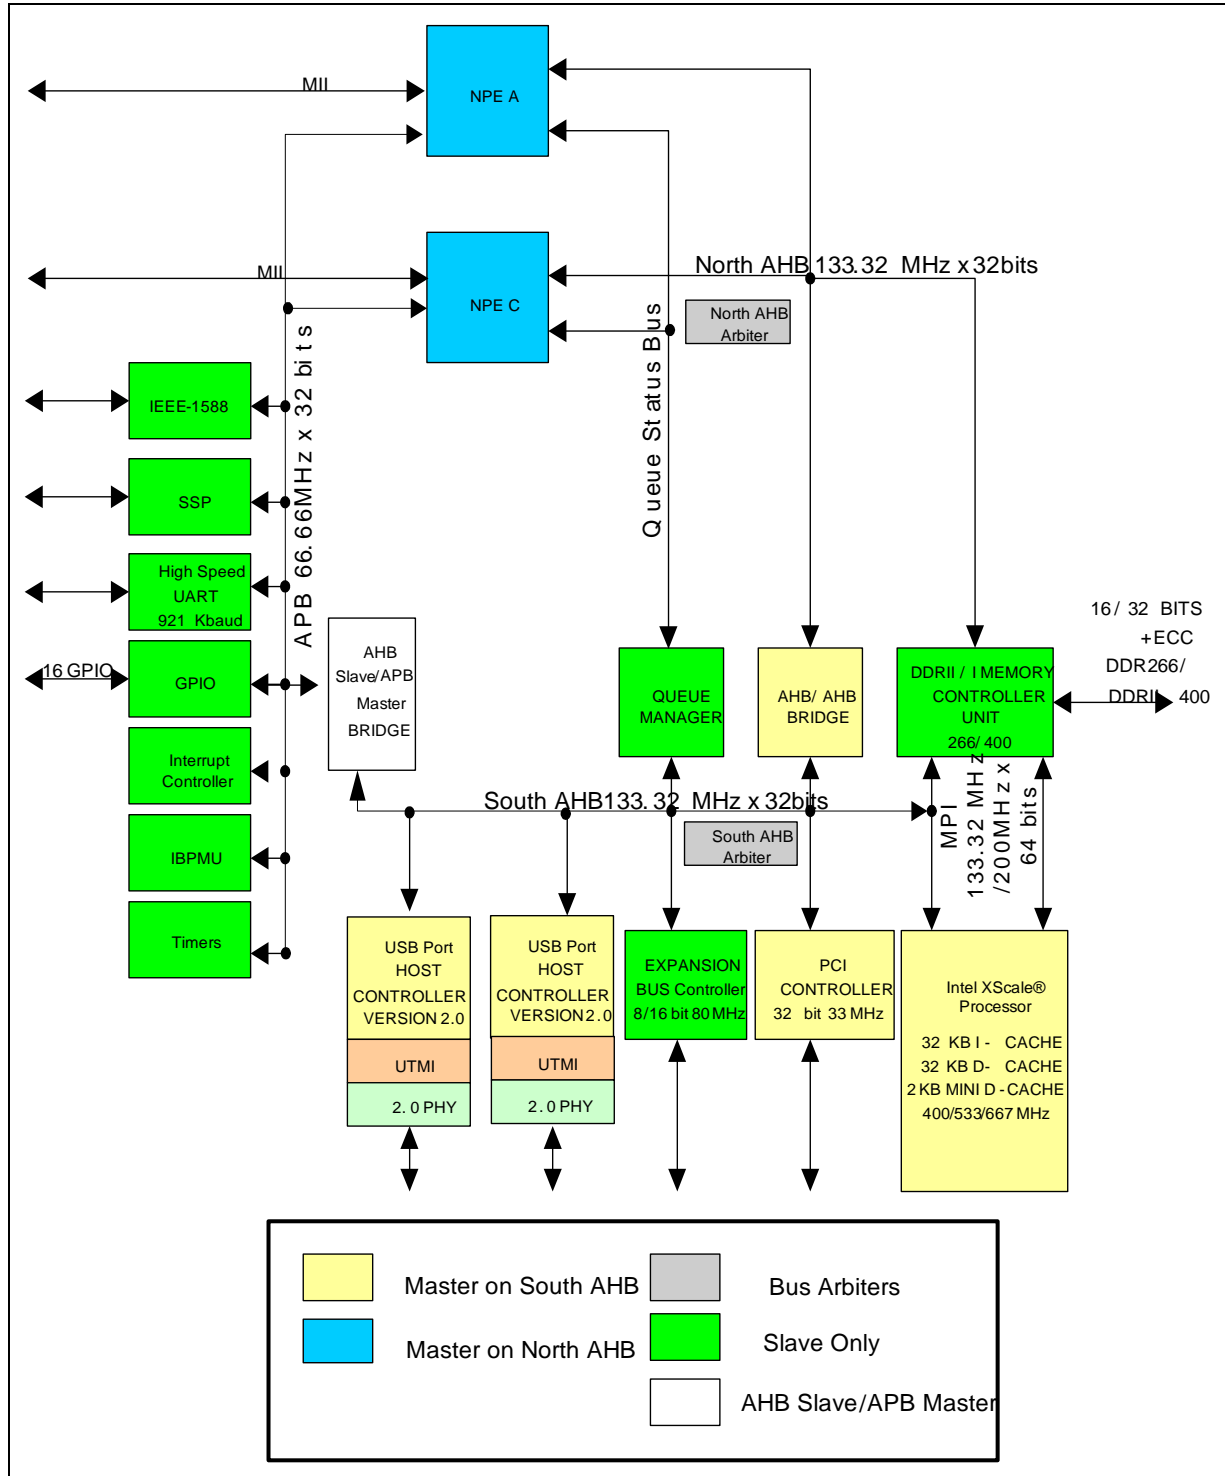 NPE A
MII
NPE C
MII
North AHB 133.32 MHz x 32bits
North AHB
Arbiter
Queue Status Bus
APB 66.66MHz x 32 bits
IEEE-1588
SSP
High Speed
UART
921 Kbaud
16 GPIO
GPIO
Interrupt
Controller
IBPMU
Timers
AHB
Slave/APB
Master
BRIDGE
QUEUE
MANAGER
AHB/ AHB
BRIDGE
DDRII / I MEMORY
CONTROLLER
UNIT
266/ 400
16/ 32 BITS
+ECC
DDR266/
DDRII 400
South AHB133.32 MHz x 32bits
South AHB
Arbiter
MPI
133.32 MHz
/200MHz x
64 bits
USB Port
HOST
CONTROLLER
VERSION 2.0
UTMI
2.0 PHY
USB Port
HOST
CONTROLLER
VERSION 2.0
UTMI
2.0 PHY
EXPANSION
BUS Controller
8/16 bit 80 MHz
PCI
CONTROLLER
32 bit 33 MHz
Intel XScale®
Processor
32 KB I - CACHE
32 KB D- CACHE
2 KB MINI D - CACHE
400/533/667 MHz
Master on South AHB
Bus Arbiters
Master on North AHB
Slave Only
AHB Slave/APB Master